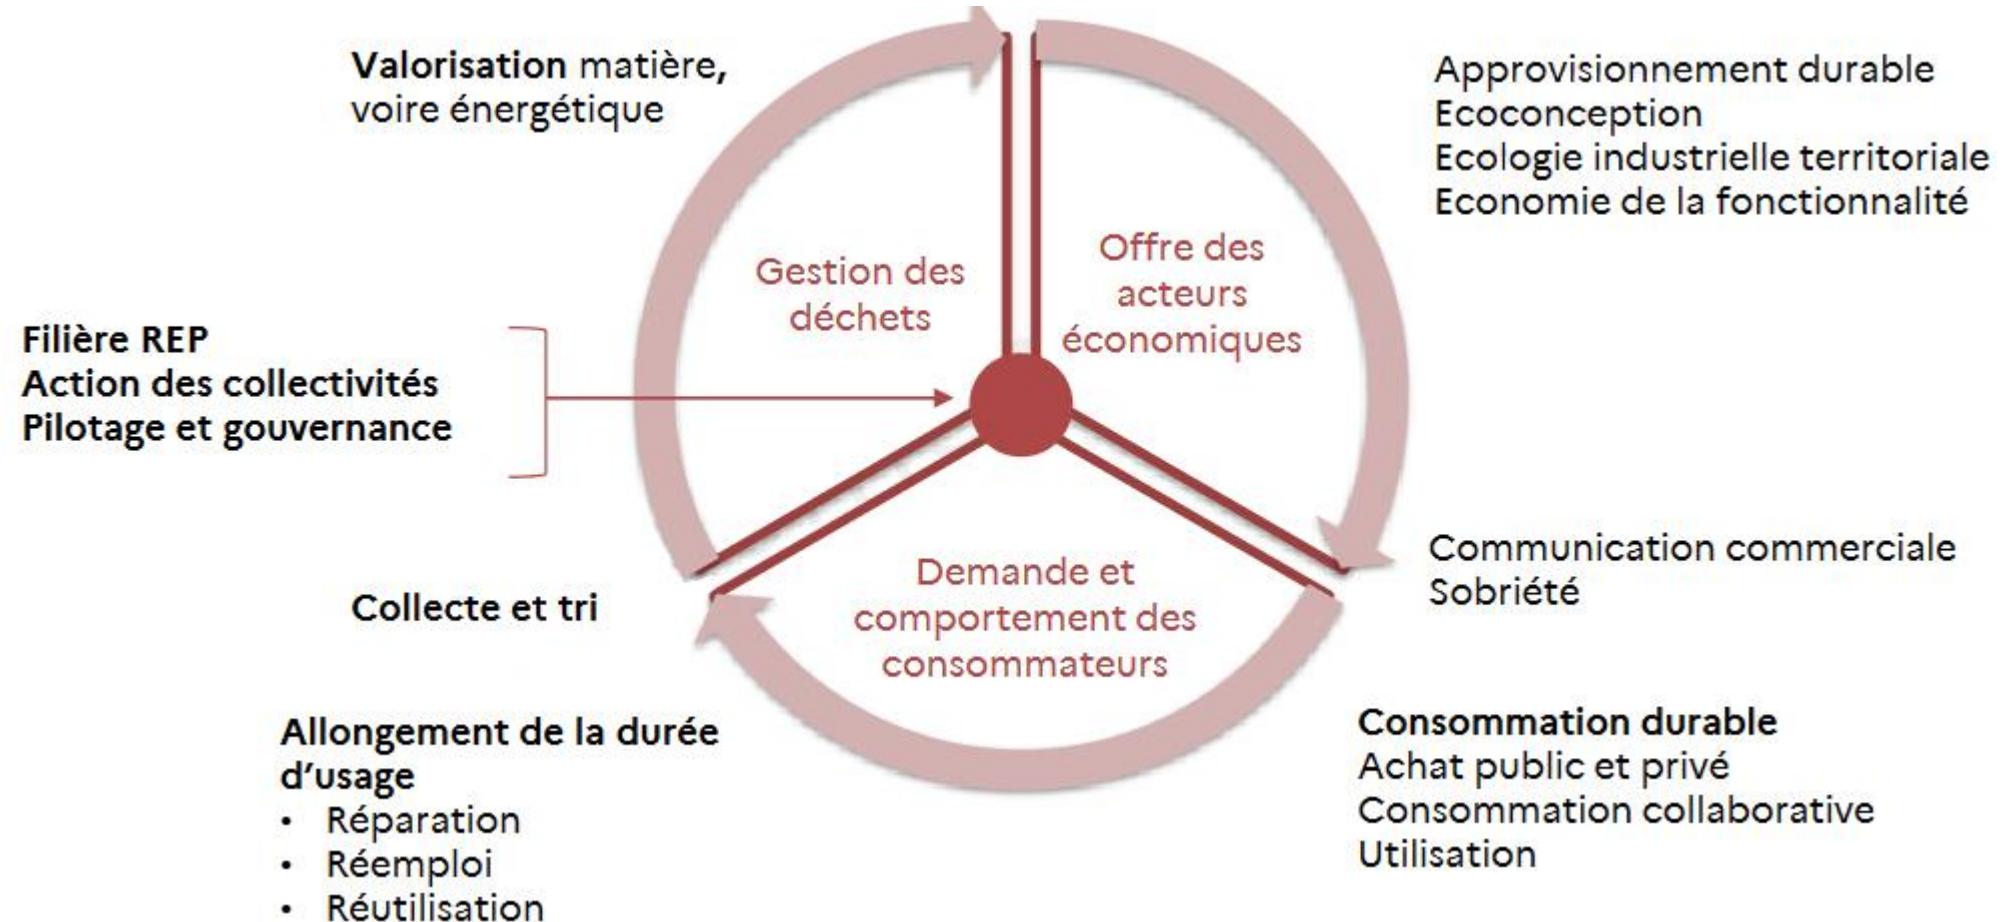 Valorisation matière,
voire énergétique
Approvisionnement durable
Ecoconception
Ecologie industrielle territoriale
Economie de la fonctionnalité
Gestion des
déchets
Offre des
acteurs
économiques
Filière REP
Action des collectivités
Pilotage et gouvernance
Demande et
comportement des
consommateurs
Communication commerciale
Sobriété
Collecte et tri
Allongement de la durée
d'usage
• Réparation
• Réemploi
• Réutilisation
Consommation durable
Achat public et privé
Consommation collaborative
Utilisation